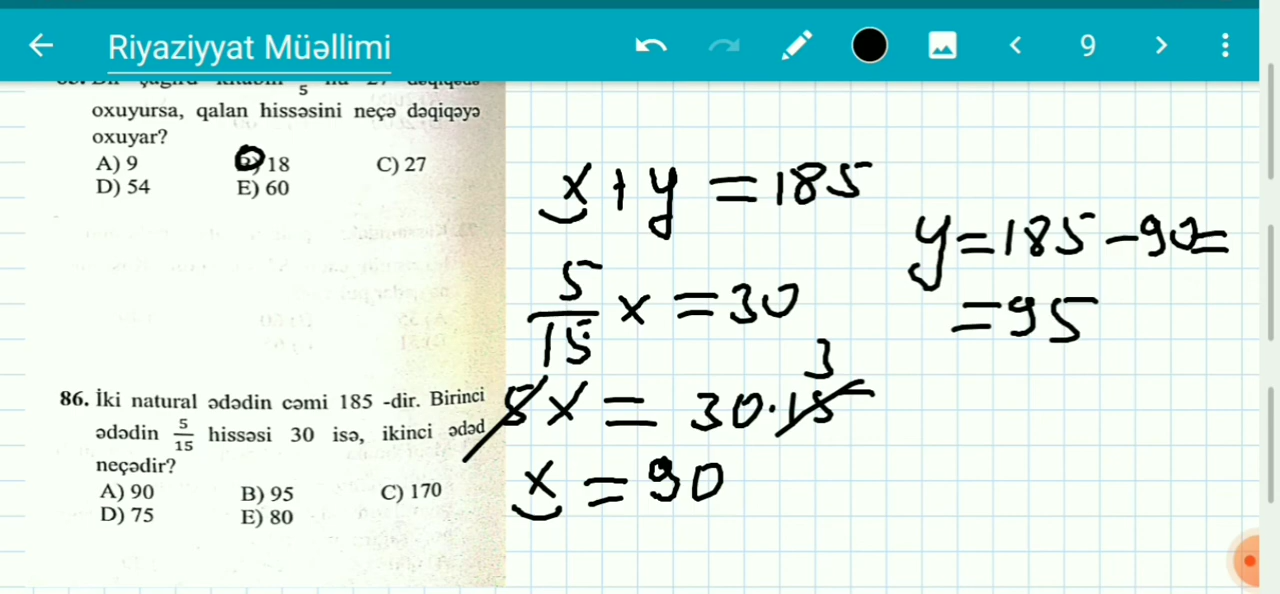 Riyaziyyat Müəllimi
9
5
oxuyursa, qalan hissəsini neçə dəqiqəyə
oxuyar?
A) 9 B) 18 C) 27
D) 54 E) 60
86. İki natural ədədin cəmi 185 -dir. Birinci
ədədin 5/15 hissəsi 30 isə, ikinci ədəd
neçədir?
A) 90 B) 95 C) 170
D) 75 E) 80
x+y=185
5/15 x=30
5x=30·15 3
x=90
y=185-90=
=95